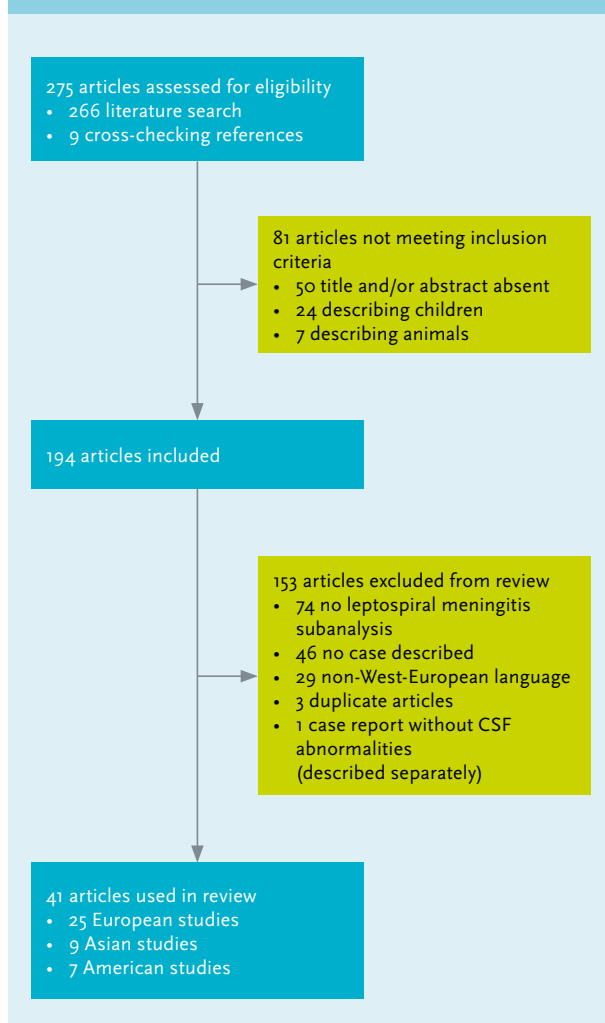 275 articles assessed for eligibility
• 266 literature search
• 9 cross-checking references
81 articles not meeting inclusion
criteria
• 50 title and/or abstract absent
• 24 describing children
• 7 describing animals
194 articles included
153 articles excluded from review
• 74 no leptospiral meningitis
subanalysis
• 46 no case described
• 29 non-West-European language
• 3 duplicate articles
• 1 case report without CSF
abnormalities
(described separately)
41 articles used in review
• 25 European studies
• 9 Asian studies
• 7 American studies